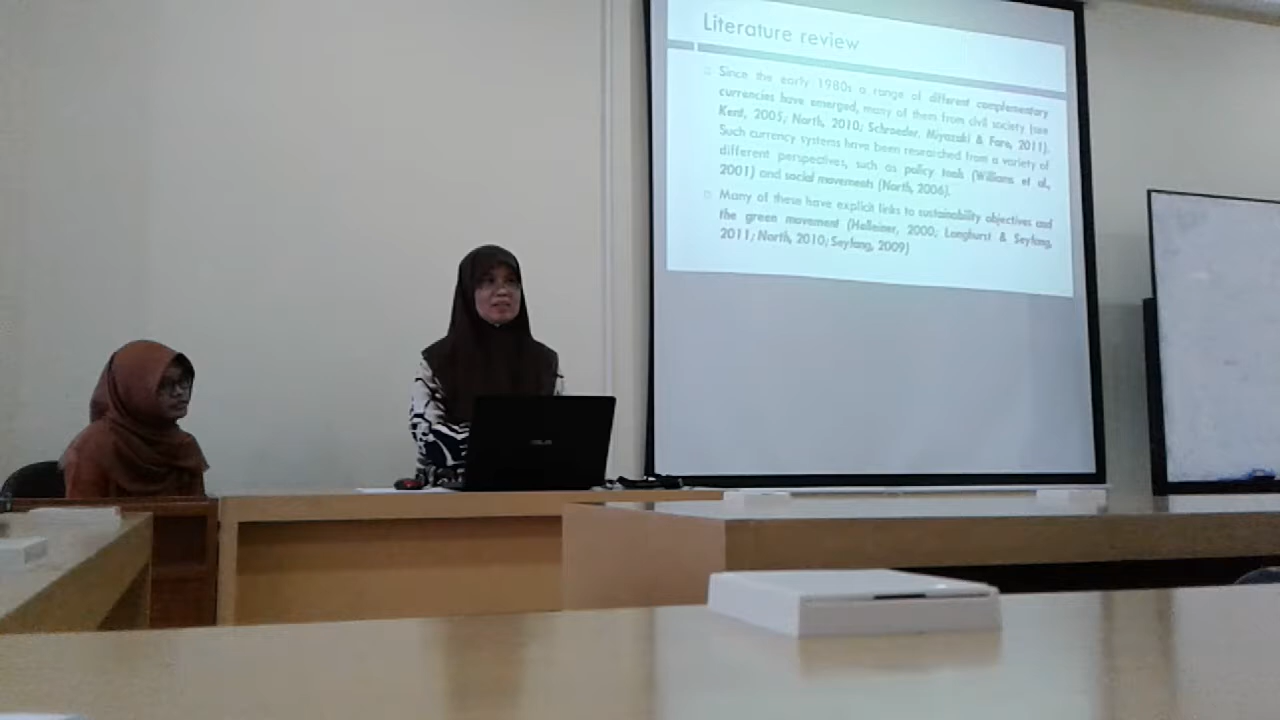 Literature review
Since the early 1980s a range of different complementary
currencies have emerged, many of them from civil society (see
Kent, 2005; North, 2010; Schroeder, Miyazaki & Fare, 2011).
Such currency systems have been researched from a variety of
different perspectives, such as policy tools (Williams et al.,
2001) and social movements (North, 2006).
Many of these have explicit links to sustainability objectives and
the green movement (Helleiner, 2000; Longhurst & Seyfang,
2011; North, 2010; Seyfang, 2009)
ASUS